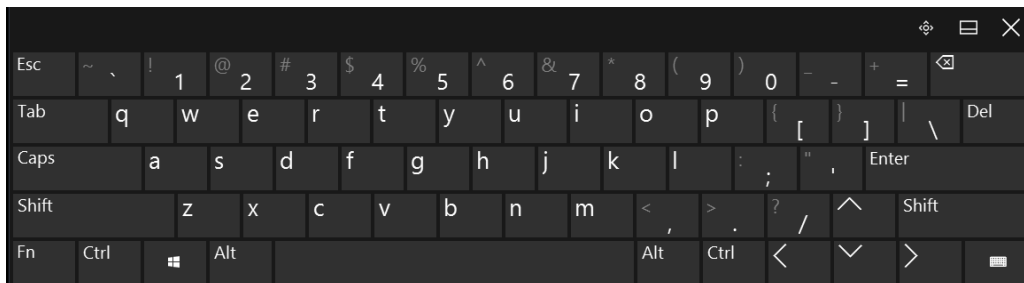 Esc ~ ` ! 1 @ 2 # 3 $ 4 % 5 ^ 6 & 7 * 8 ( 9 ) 0 _ - + =
Tab q w e r t y u i o p { [ } ] | \ Del
Caps a s d f g h j k l : ; " ' Enter
Shift z x c v b n m < , > . ? / Shift
Fn Ctrl Alt Alt Ctrl